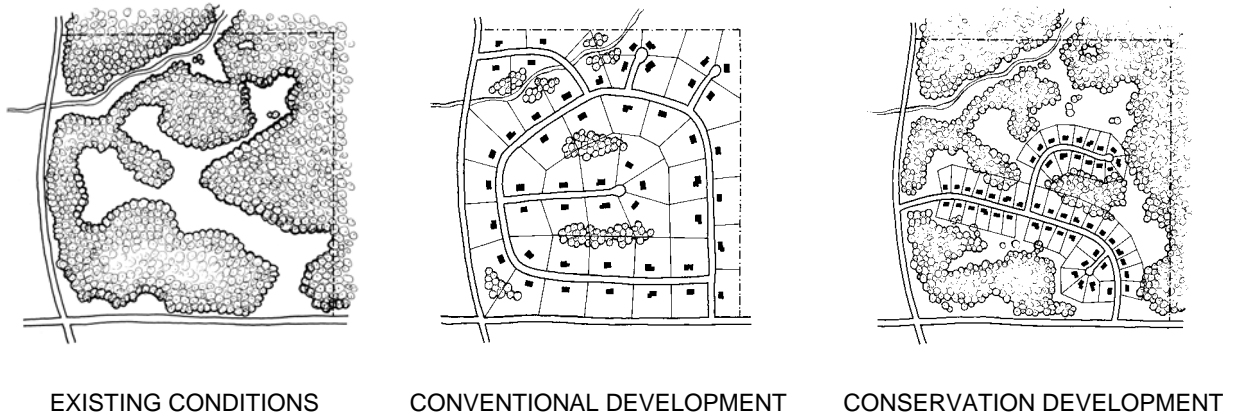 EXISTING CONDITIONS
CONVENTIONAL DEVELOPMENT
CONSERVATION DEVELOPMENT